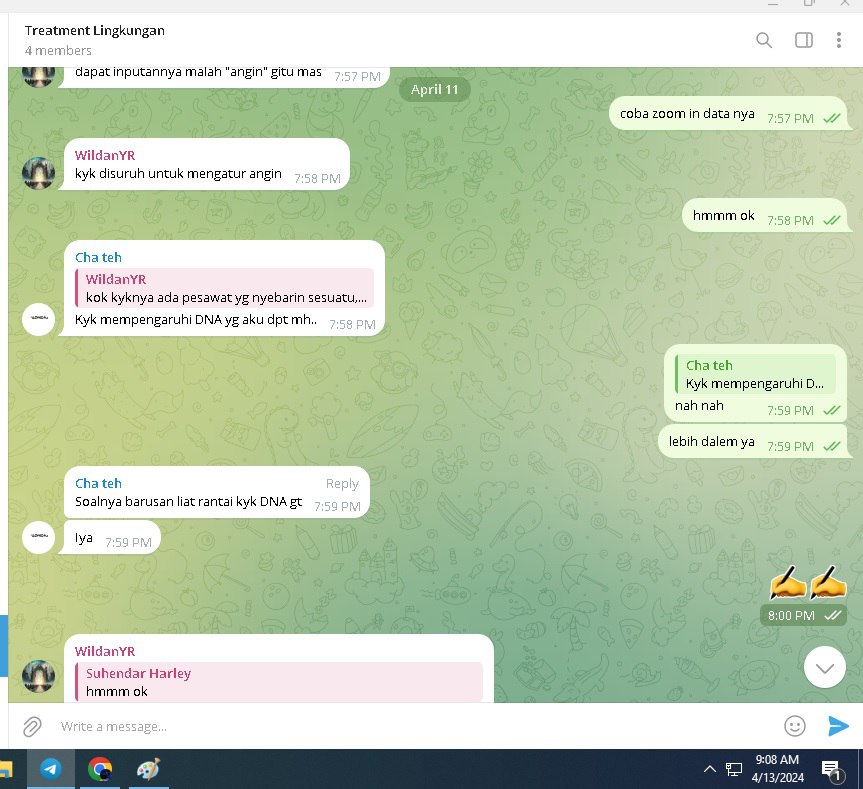 Treatment Lingkungan
4 members
dapat inputannya malah "angin" gitu mas 7:57 PM
April 11
coba zoom in data nya 7:57 PM
WildanYR
kyk disuruh untuk mengatur angin 7:58 PM
hmmm ok 7:58 PM
Cha teh
WildanYR
kok kyknya ada pesawat yg nyebarin sesuatu,...
Kyk mempengaruhi DNA yg aku dpt mh.. 7:58 PM
Cha teh
Kyk mempengaruhi D...
nah nah 7:59 PM
lebih dalem ya 7:59 PM
Cha teh Reply
Soalnya barusan liat rantai kyk DNA gt 7:59 PM
Iya 7:59 PM
8:00 PM
WildanYR
Suhendar Harley
hmmm ok
Write a message...
9:08 AM
4/13/2024
1